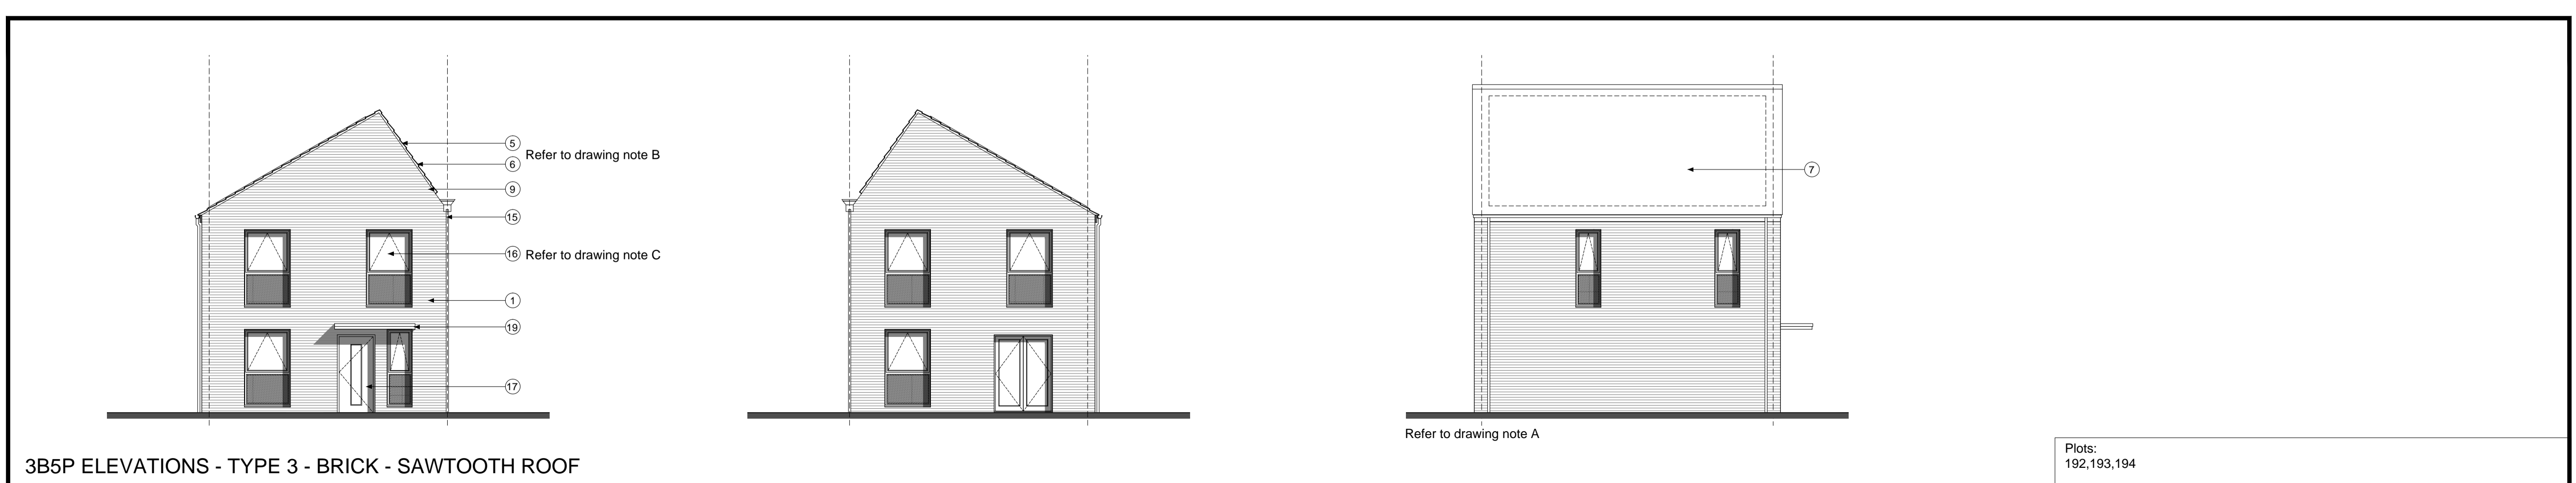 5
Refer to drawing note B
6
9
15
16 Refer to drawing note C
1
19
17
7
Refer to drawing note A
3B5P ELEVATIONS - TYPE 3 - BRICK - SAWTOOTH ROOF
Plots:
192,193,194